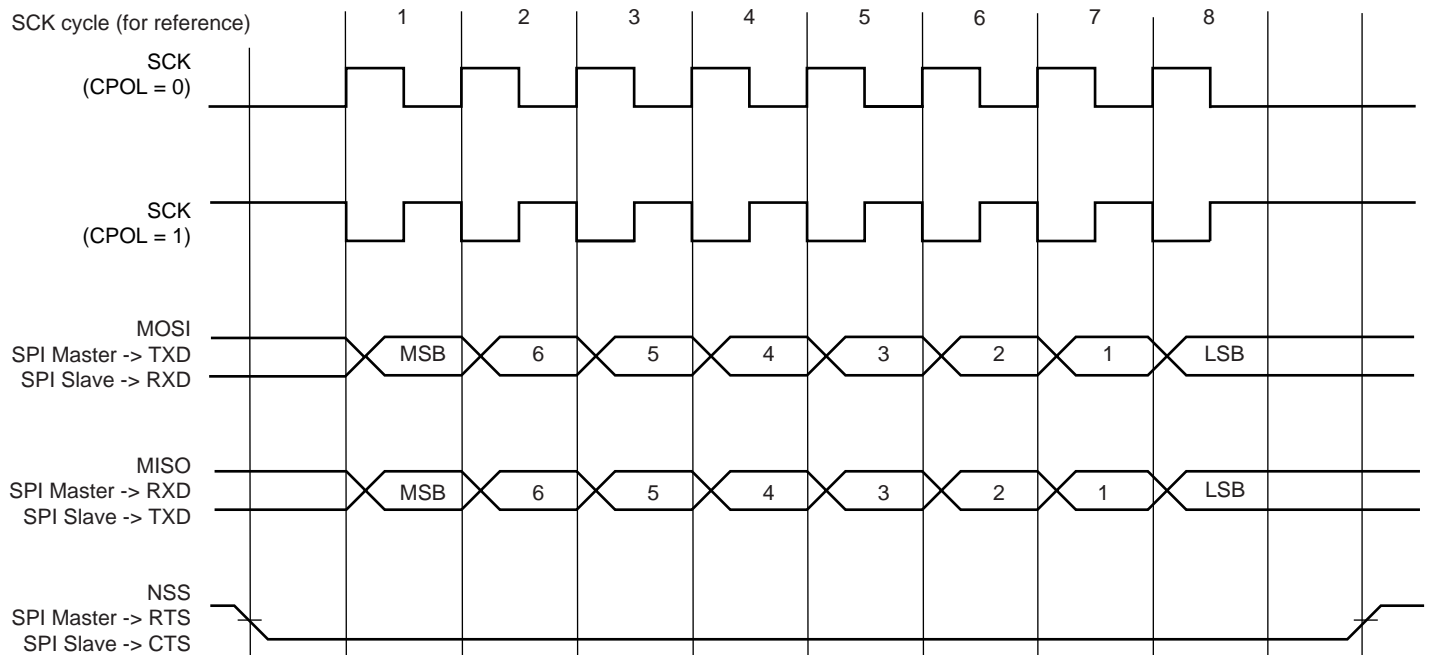 SCK cycle (for reference) 1 2 3 4 5 6 7 8
SCK
(CPOL = 0)
SCK
(CPOL = 1)
MOSI
SPI Master -> TXD
SPI Slave -> RXD
MSB 6 5 4 3 2 1 LSB
MISO
SPI Master -> RXD
SPI Slave -> TXD
MSB 6 5 4 3 2 1 LSB
NSS
SPI Master -> RTS
SPI Slave -> CTS